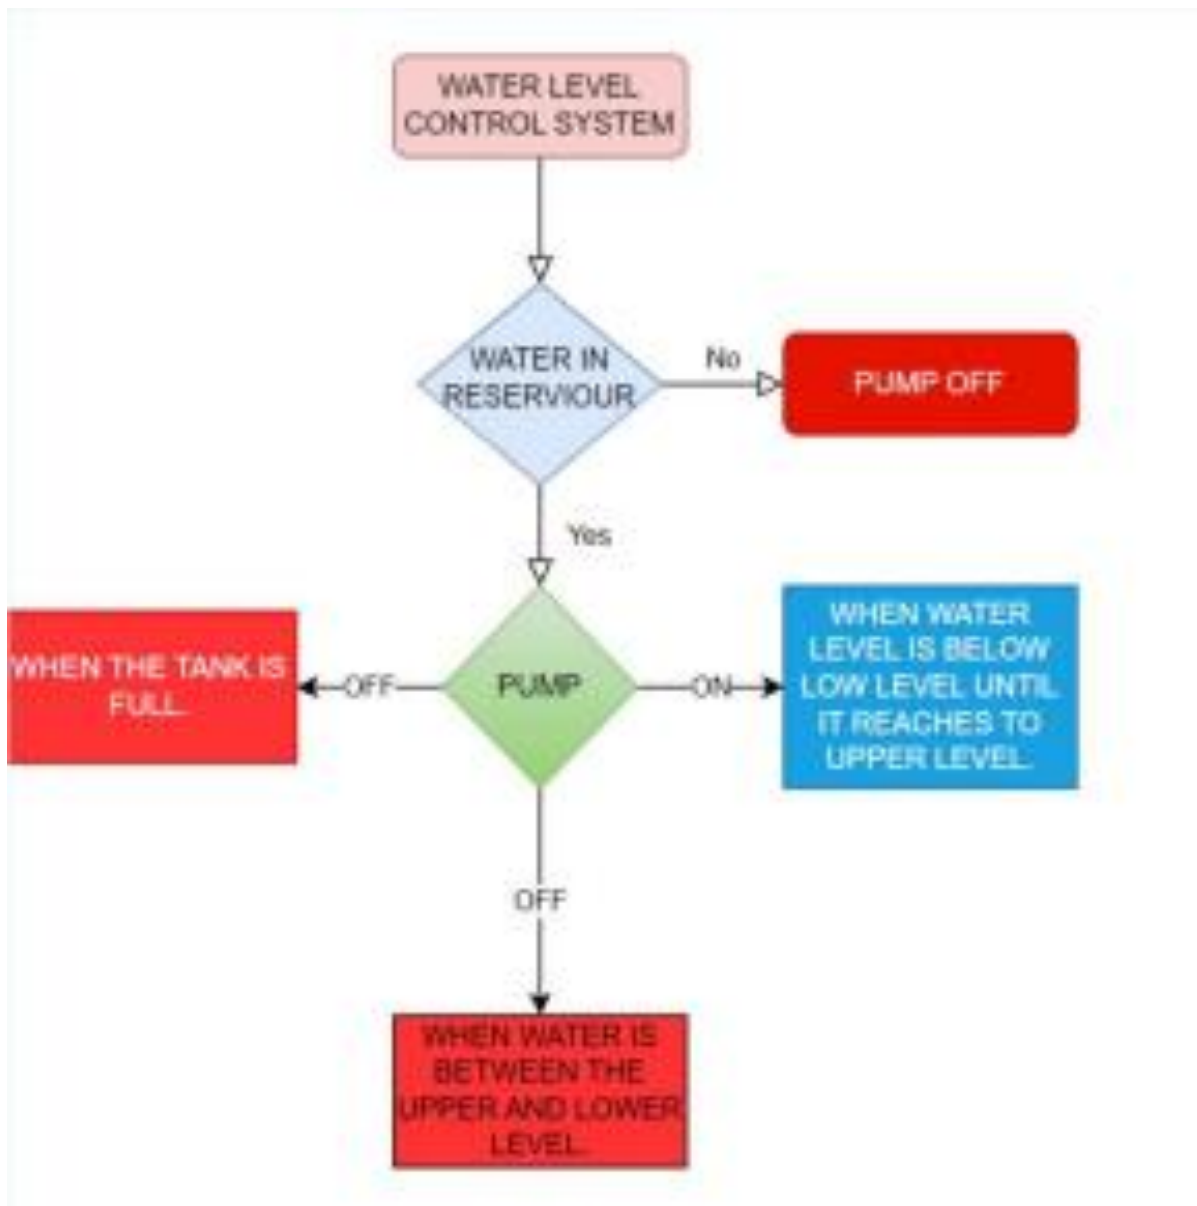 WATER LEVEL
CONTROL SYSTEM
WATER IN
RESERVIOUR
No
PUMP OFF
Yes
WHEN THE TANK IS
FULL.
OFF
PUMP
ON
WHEN WATER
LEVEL IS BELOW
LOW LEVEL UNTIL
IT REACHES TO
UPPER LEVEL.
OFF
WHEN WATER IS
BETWEEN THE
UPPER AND LOWER
LEVEL.